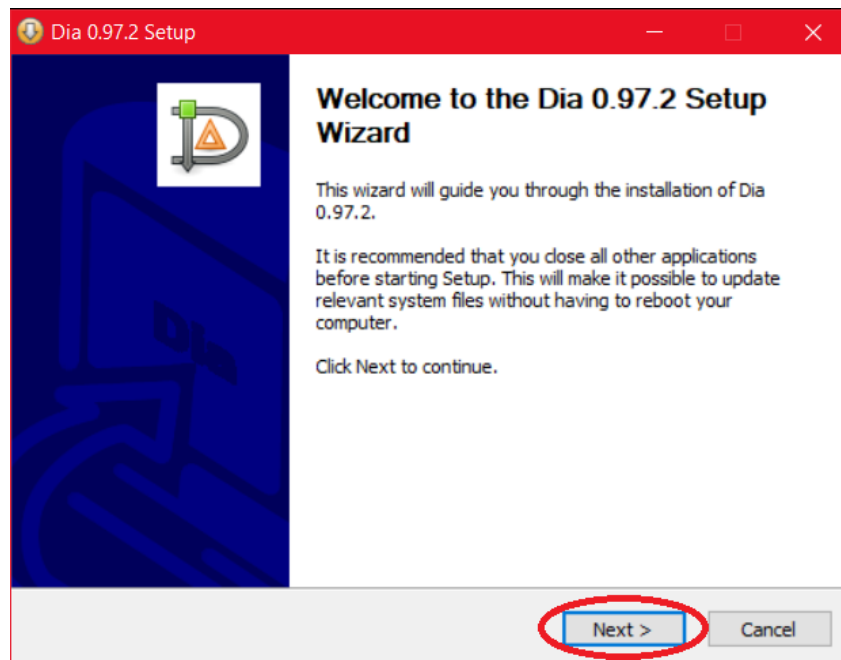 Dia 0.97.2 Setup
Welcome to the Dia 0.97.2 Setup
Wizard
This wizard will guide you through the installation of Dia
0.97.2.
It is recommended that you close all other applications
before starting Setup. This will make it possible to update
relevant system files without having to reboot your
computer.
Click Next to continue.
Dia
Next >
Cancel